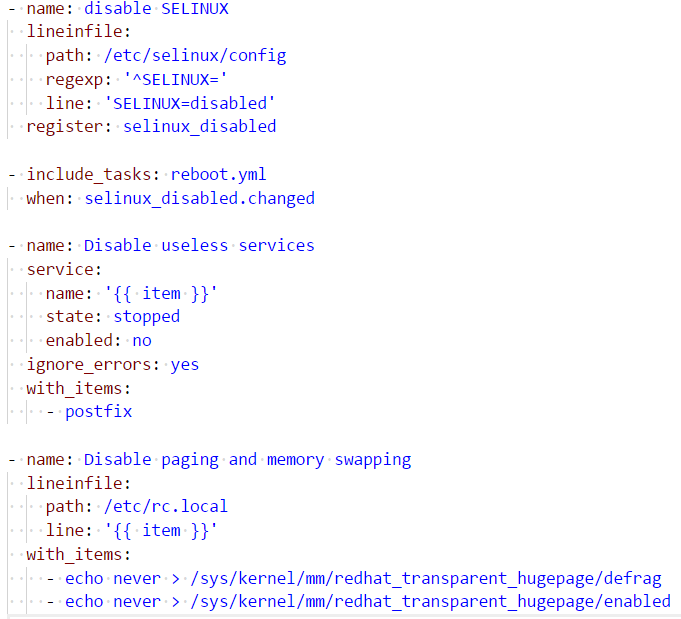 - name: disable SELINUX
  lineinfile:
    path: /etc/selinux/config
    regexp: '^SELINUX='
    line: 'SELINUX=disabled'
  register: selinux_disabled

- include_tasks: reboot.yml
  when: selinux_disabled.changed

- name: Disable useless services
  service:
    name: '{{ item }}'
    state: stopped
    enabled: no
  ignore_errors: yes
  with_items:
    - postfix

- name: Disable paging and memory swapping
  lineinfile:
    path: /etc/rc.local
    line: '{{ item }}'
  with_items:
    - echo never > /sys/kernel/mm/redhat_transparent_hugepage/defrag
    - echo never > /sys/kernel/mm/redhat_transparent_hugepage/enabled